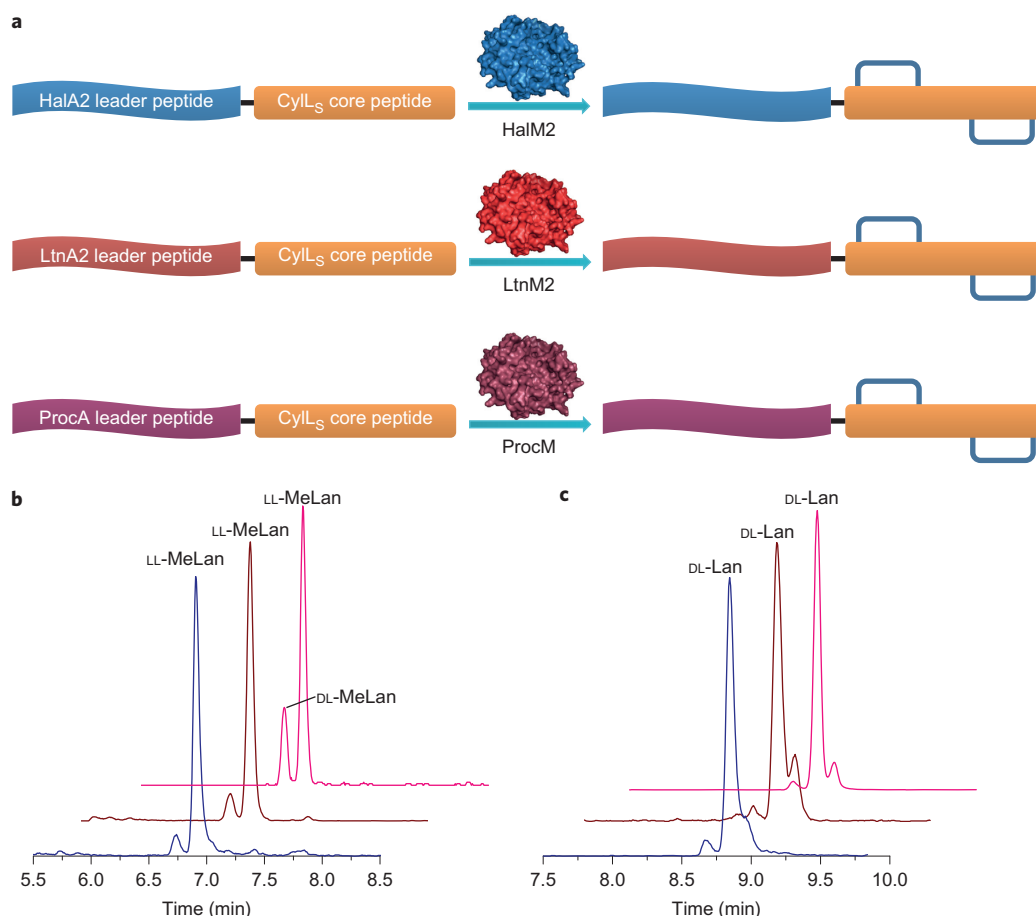 a
HalA2 leader peptide
CylLS core peptide
HalM2
LtnA2 leader peptide
CylLS core peptide
LtnM2
ProcA leader peptide
CylLS core peptide
ProcM
b
LL-MeLan
LL-MeLan
LL-MeLan
DL-MeLan
5.5 6.0 6.5 7.0 7.5 8.0 8.5
Time (min)
c
DL-Lan
DL-Lan
DL-Lan
7.5 8.0 8.5 9.0 9.5 10.0
Time (min)